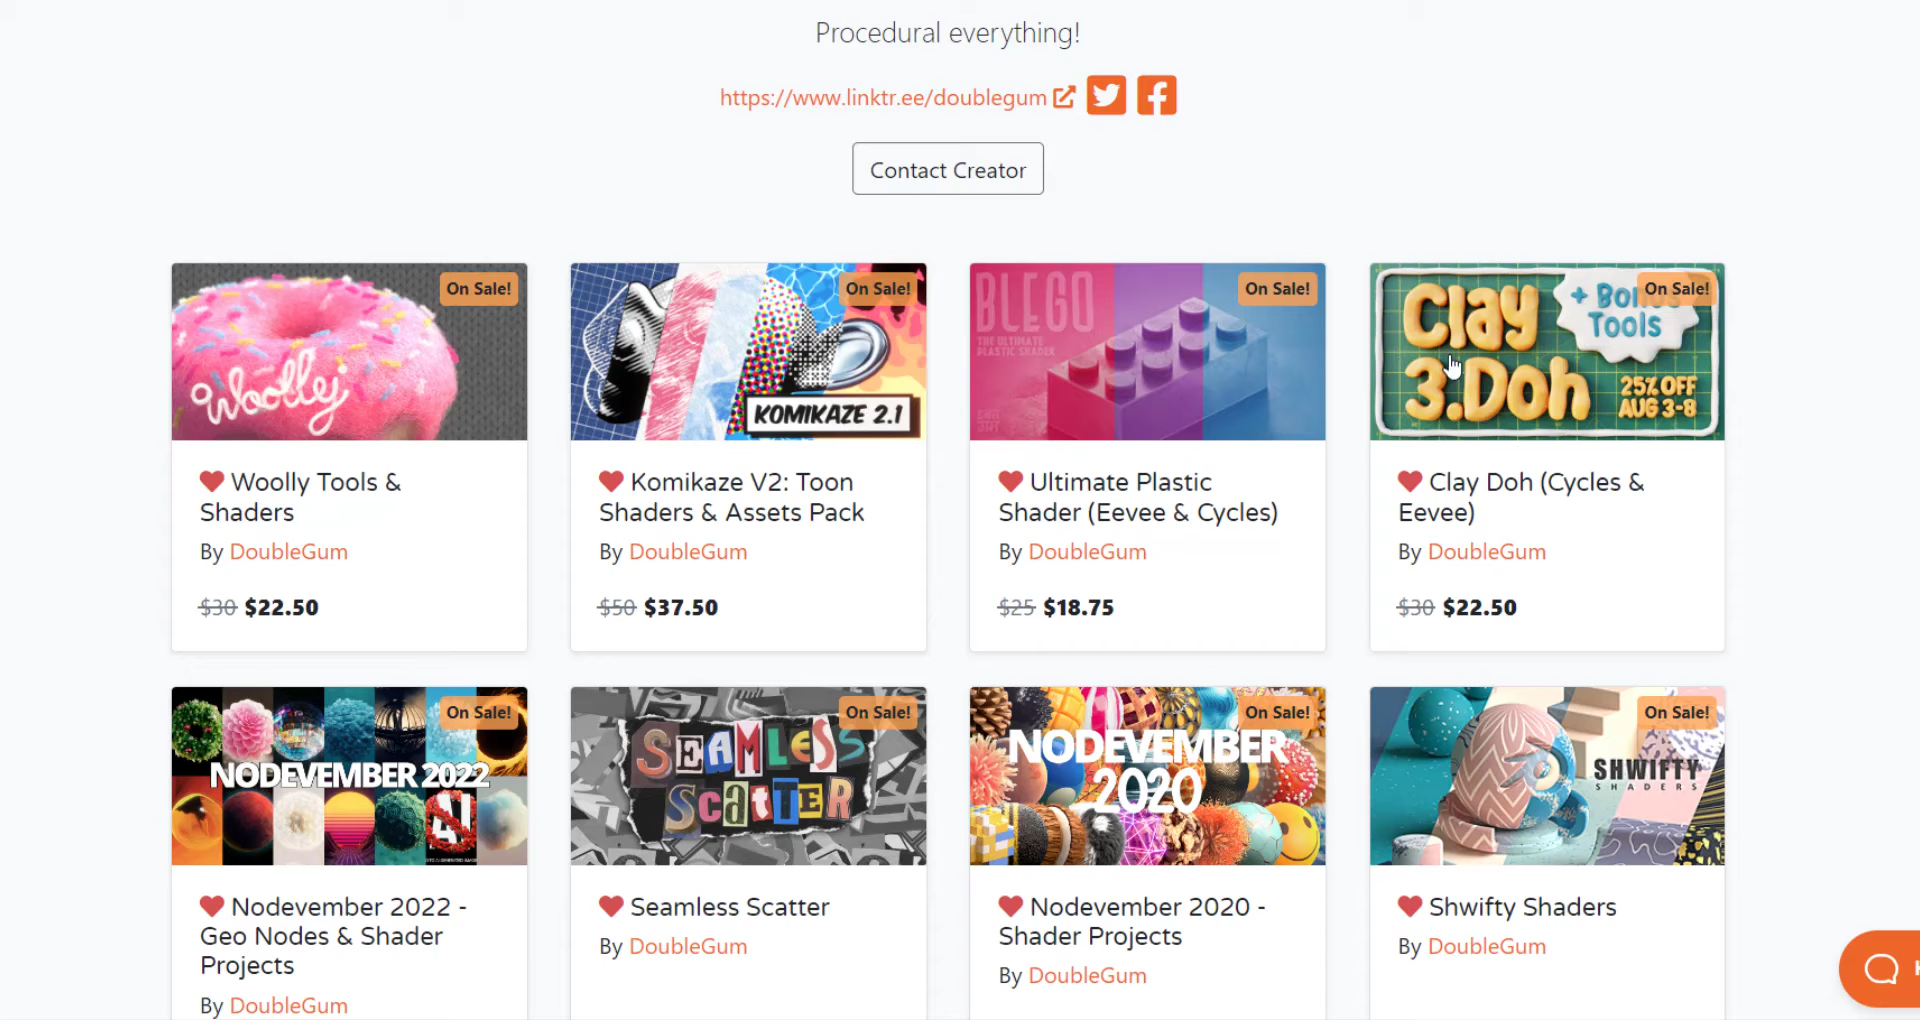 Procedural everything!
https://www.linktr.ee/doublegum
Contact Creator
On Sale!
Woolly
On Sale!
KOMIKAZE 2.1
BLEGO
THE ULTIMATE
PLASTIC SHADER
On Sale!
Clay
3.Doh
+ Bonus
Tools
On Sale!
25% OFF
AUG 3-8
Woolly Tools &
Shaders
By DoubleGum
$30 $22.50
Komikaze V2: Toon
Shaders & Assets Pack
By DoubleGum
$50 $37.50
Ultimate Plastic
Shader (Eevee & Cycles)
By DoubleGum
$25 $18.75
Clay Doh (Cycles &
Eevee)
By DoubleGum
$30 $22.50
On Sale!
NODEVEMBER 2022
On Sale!
SEAMLESS
SCATTER
On Sale!
NODEVEMBER
2020
On Sale!
SHWIFTY
SHADERS
Nodevember 2022 -
Geo Nodes & Shader
Projects
By DoubleGum
Seamless Scatter
By DoubleGum
Nodevember 2020 -
Shader Projects
By DoubleGum
Shwifty Shaders
By DoubleGum